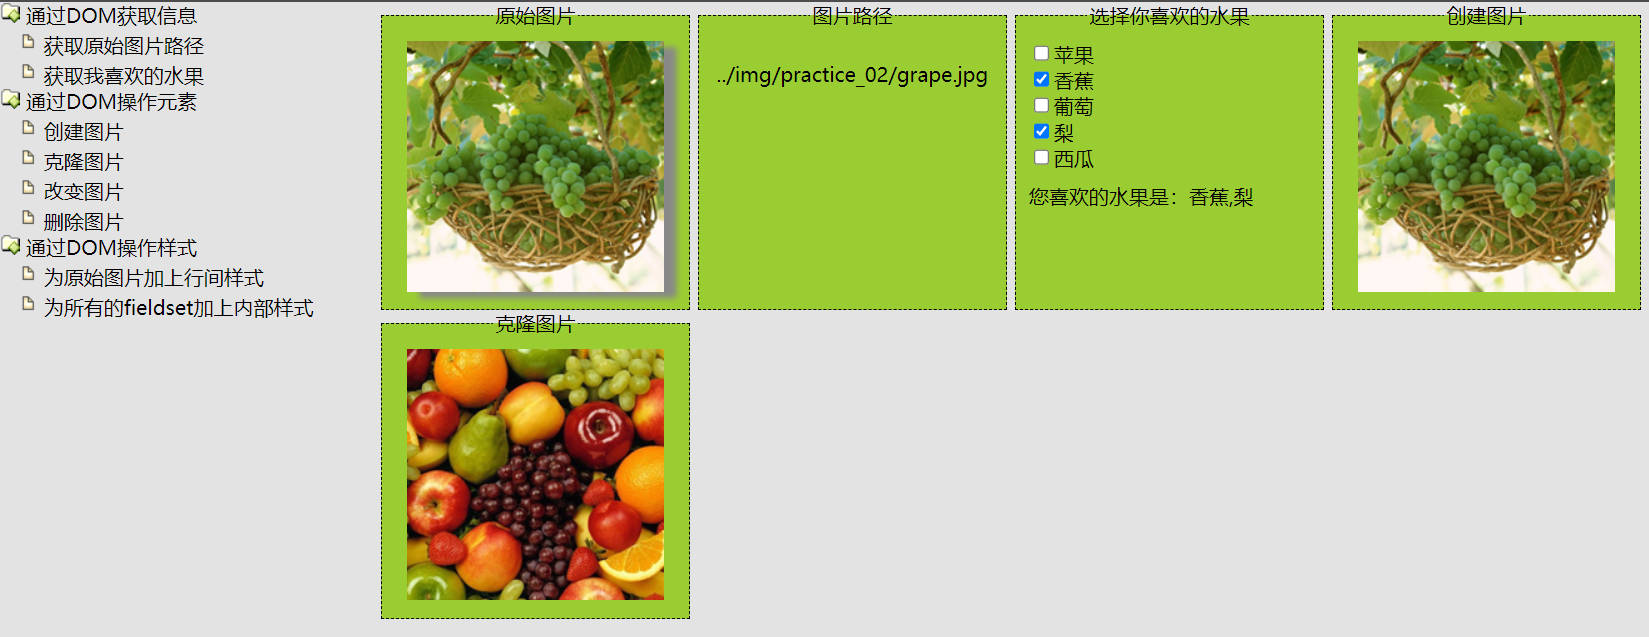 通过DOM获取信息
获取原始图片路径
获取我喜欢的水果
通过DOM操作元素
创建图片
克隆图片
改变图片
删除图片
通过DOM操作样式
为原始图片加上行间样式
为所有的fieldset加上内部样式
原始图片
图片路径
../img/practice_02/grape.jpg
选择你喜欢的水果
苹果
香蕉
葡萄
梨
西瓜
您喜欢的水果是：香蕉,梨
创建图片
克隆图片